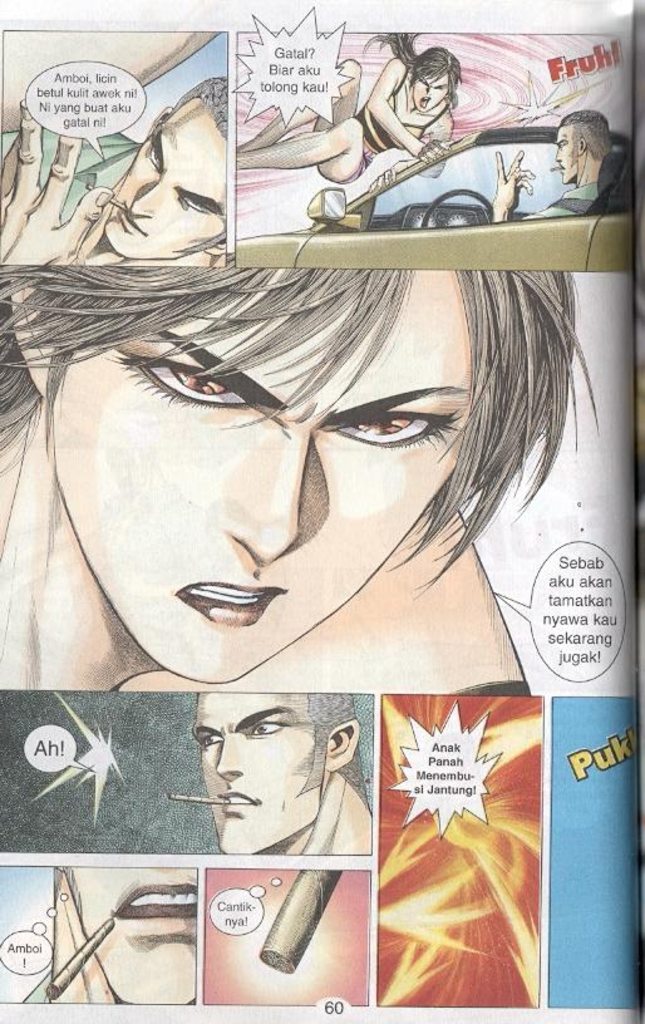 Amboi, licin
betul kulit awek ni!
Ni yang buat aku
gatal ni!
Gatal?
Biar aku
tolong kau!
Fruh!
Sebab
aku akan
tamatkan
nyawa kau
sekarang
jugak!
Ah!
Anak
Panah
Menembu-
si Jantung!
Puk!
Amboi
!
Cantik-
nya!
60